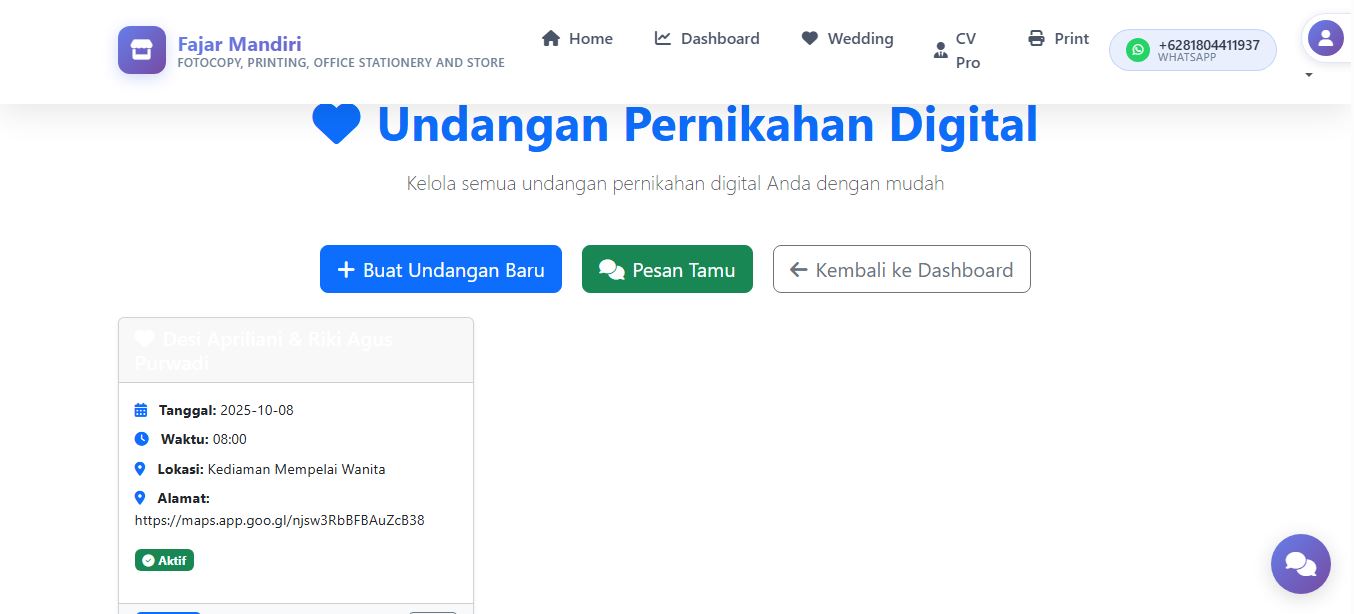 Fajar Mandiri
FOTOCOPY, PRINTING, OFFICE STATIONERY AND STORE
Home
Dashboard
Wedding
CV
Pro
Print
+6281804411937
WHATSAPP
Undangan Pernikahan Digital
Kelola semua undangan pernikahan digital Anda dengan mudah
Buat Undangan Baru
Pesan Tamu
Kembali ke Dashboard
Desi Apriliani & Riki Agus
Purwadi
Tanggal: 2025-10-08
Waktu: 08:00
Lokasi: Kediaman Mempelai Wanita
Alamat:
https://maps.app.goo.gl/njsw3RbBFBAuZcB38
Aktif